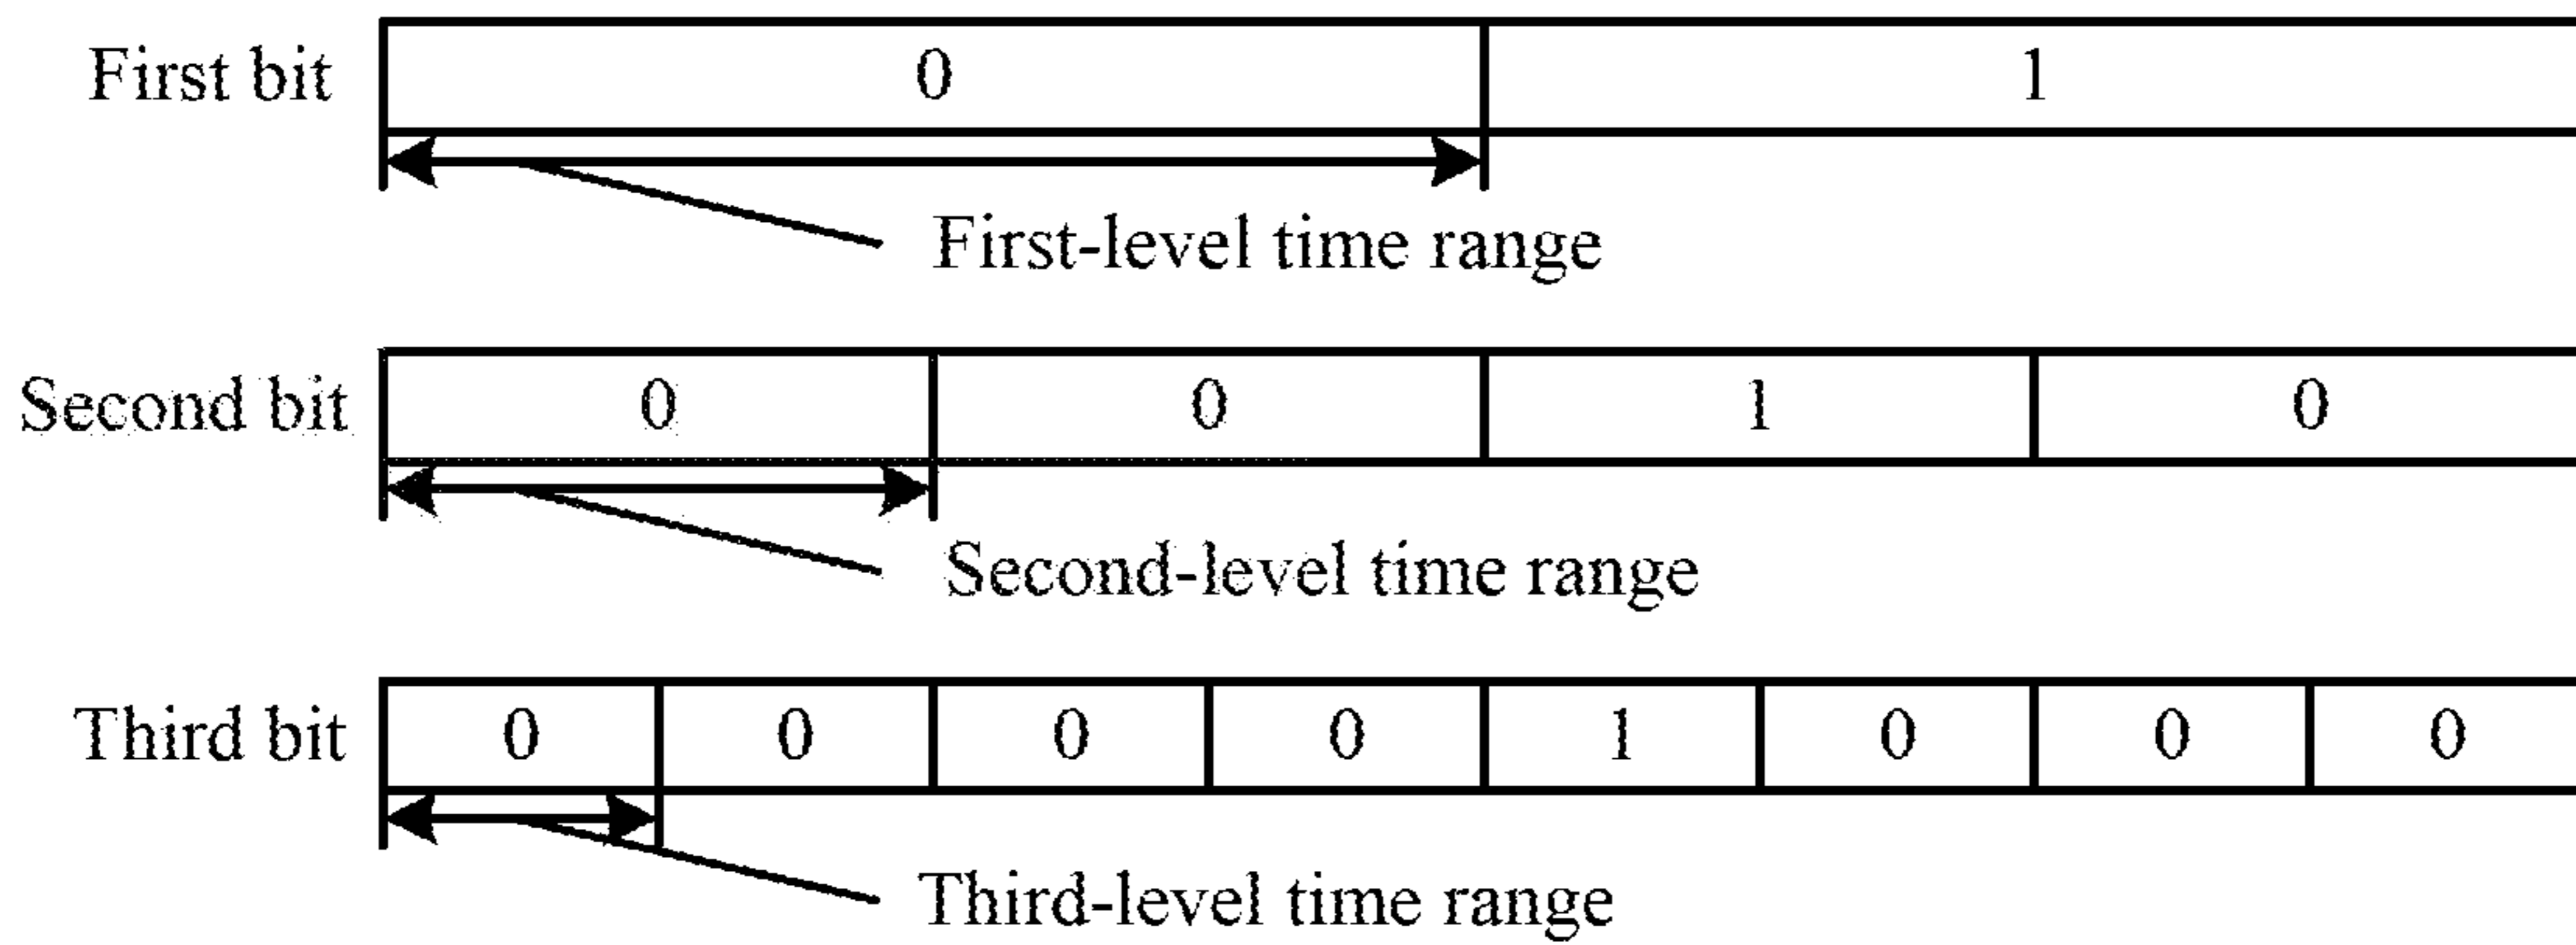 First bit 0 1
First-level time range
Second bit 0 0 1 0
Second-level time range
Third bit 0 0 0 0 1 0 0 0
Third-level time range